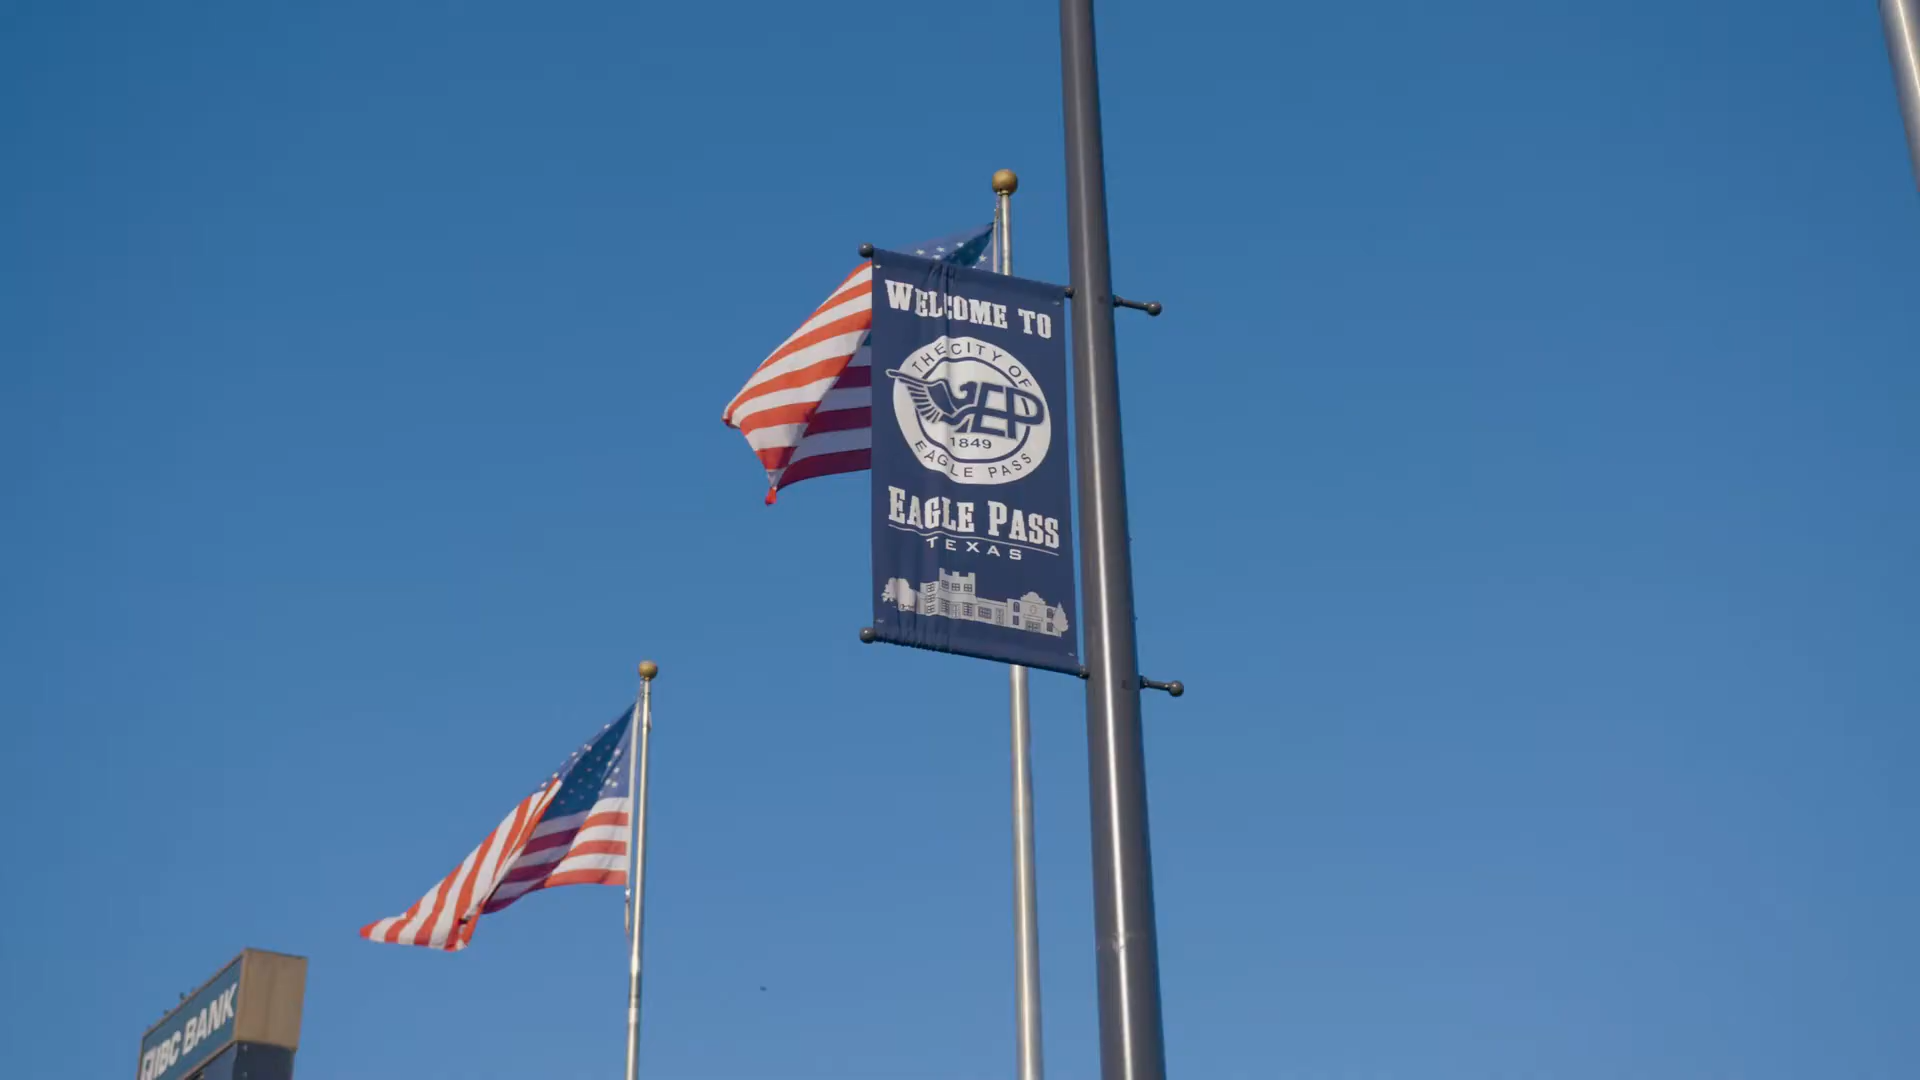 WELCOME TO
THE CITY OF
EP
1849
EAGLE PASS
EAGLE PASS
TEXAS
IBC BANK